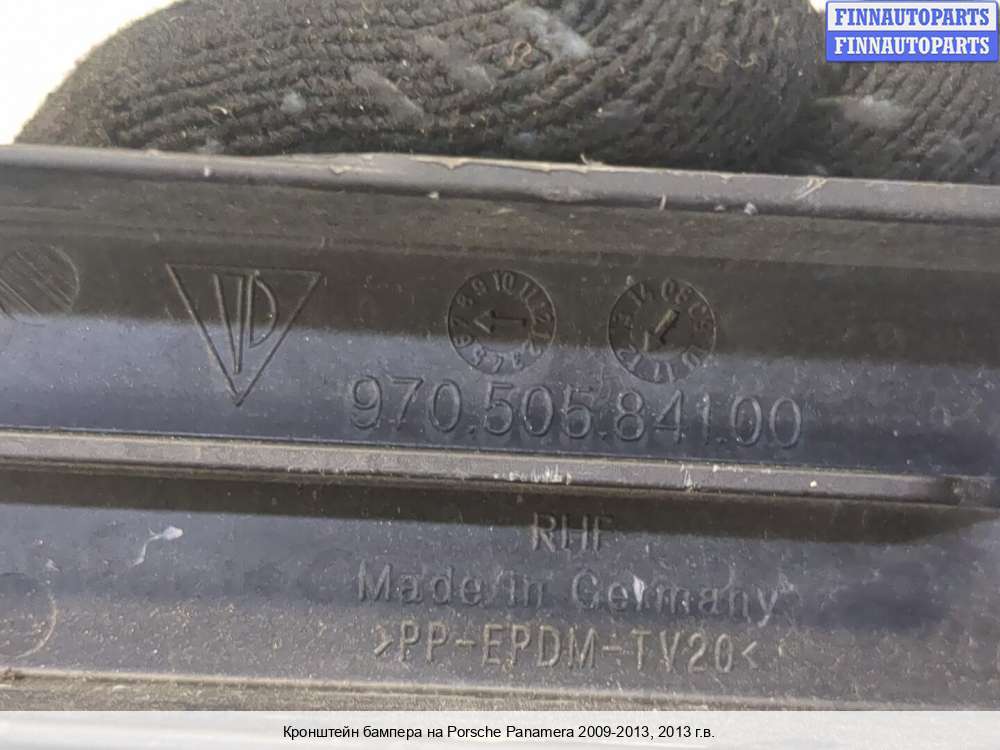 FINNAUTOPARTS
FINNAUTOPARTS
970.505.841.00
RHF
Made in Germany
>PP-EPDM-TV20<
Кронштейн бампера на Porsche Panamera 2009-2013, 2013 г.в.